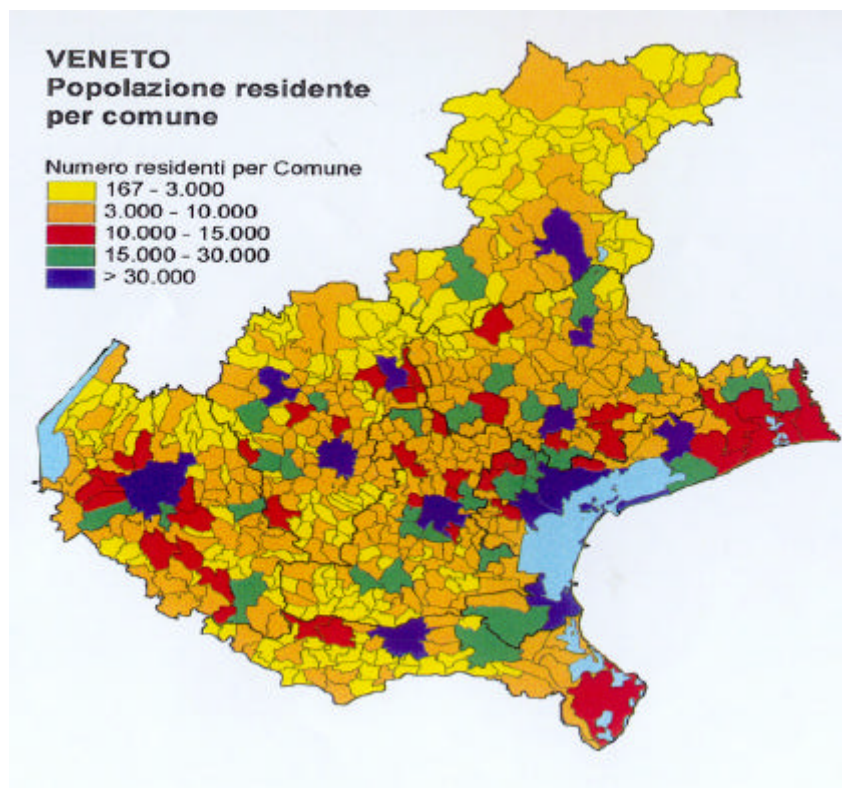 VENETO
Popolazione residente
per comune
Numero residenti per Comune
167 - 3.000
3.000 - 10.000
10.000 - 15.000
15.000 - 30.000
> 30.000